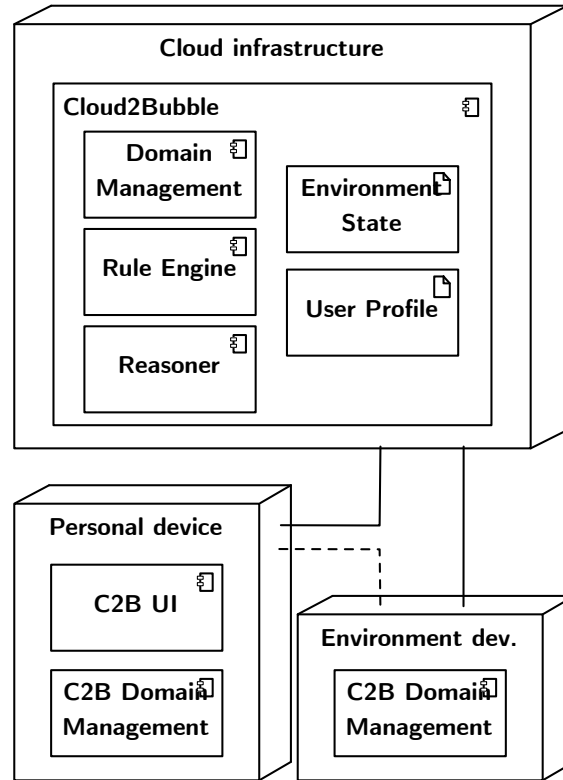 Cloud infrastructure
Cloud2Bubble
Domain
Management
Rule Engine
Reasoner
Environment
State
User Profile
Personal device
C2B UI
C2B Domain
Management
Environment dev.
C2B Domain
Management